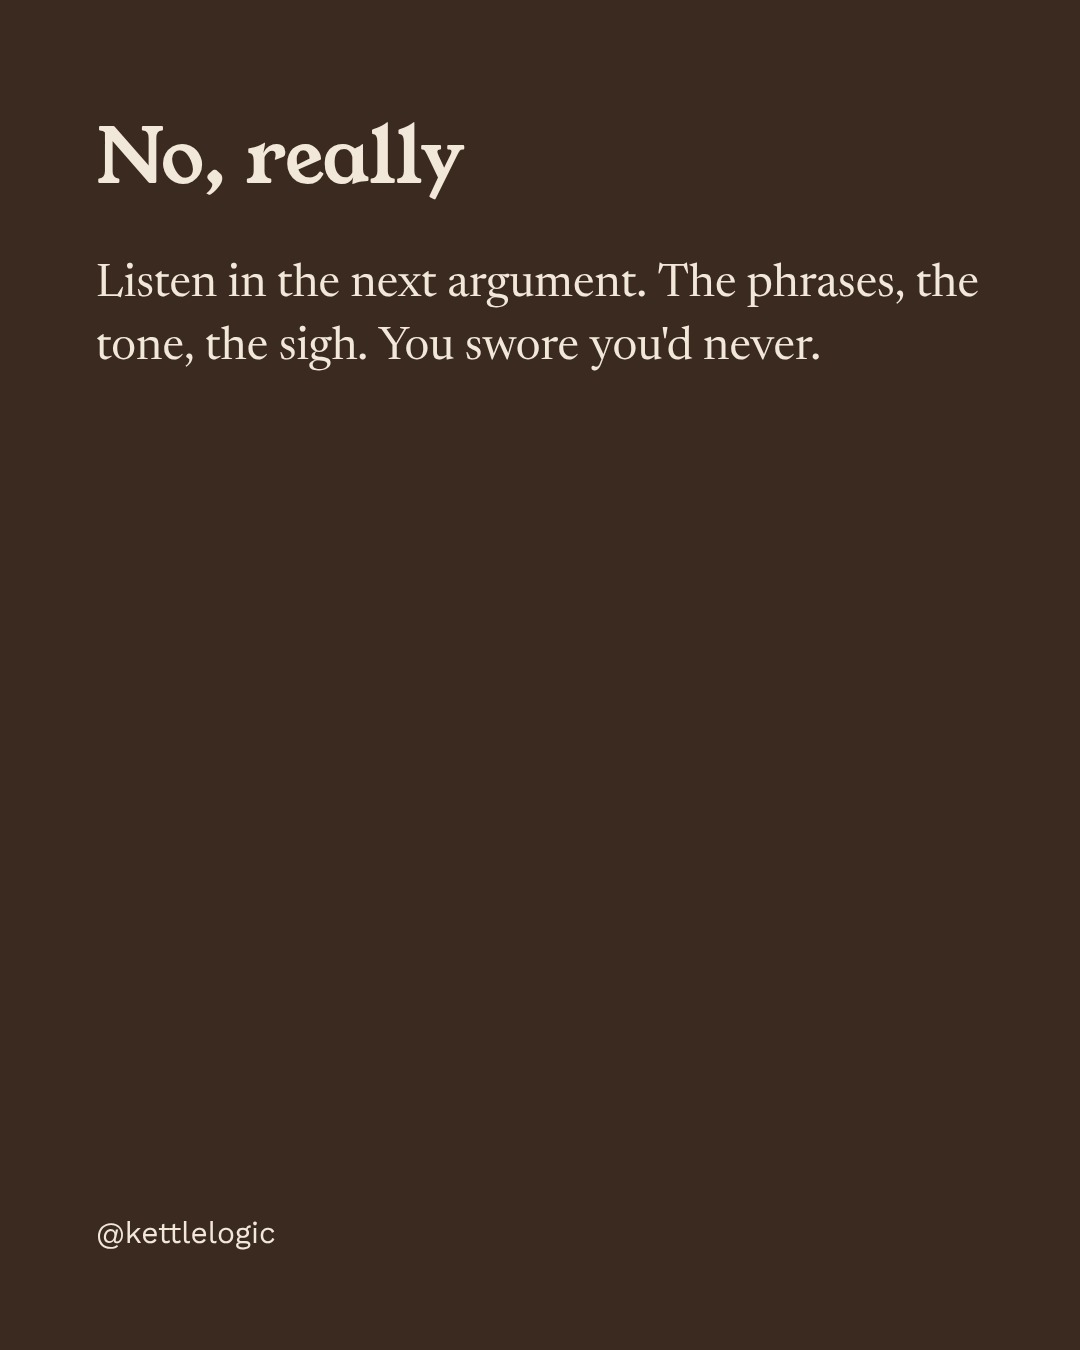 No, really
Listen in the next argument. The phrases, the
tone, the sigh. You swore you'd never.
@kettlelogic